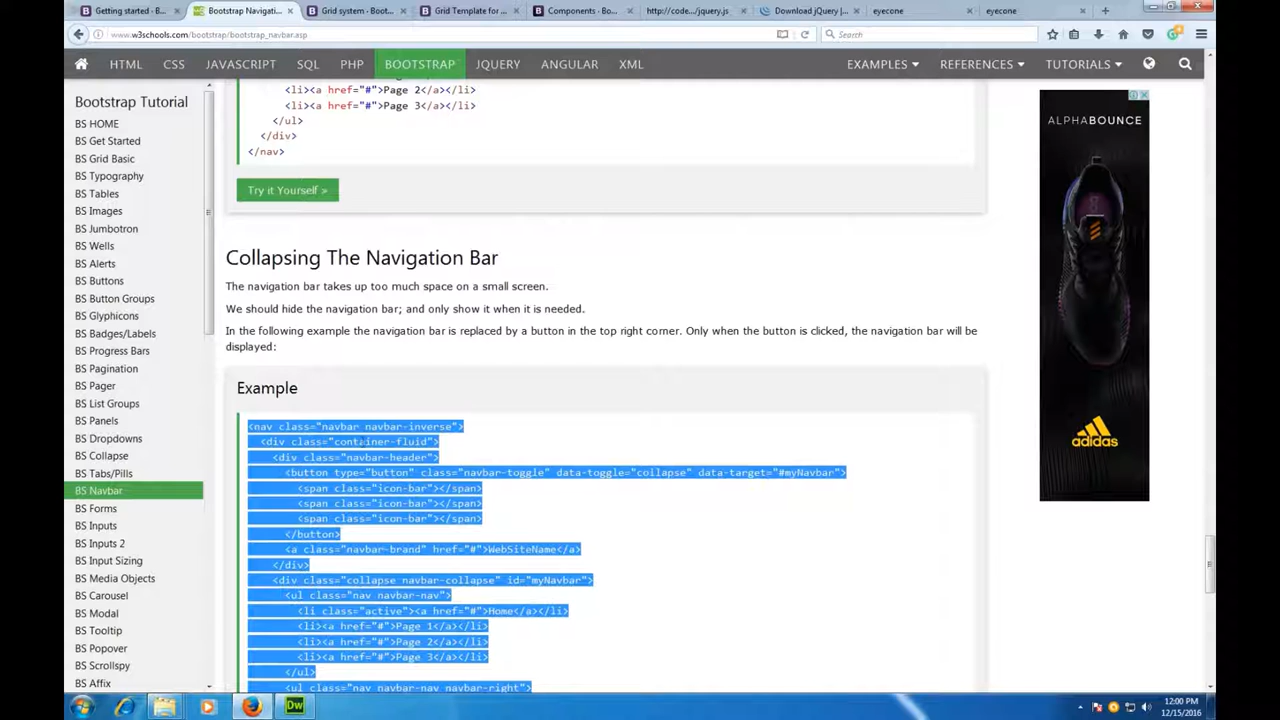 Getting started · B...
Bootstrap Navigati...
Grid system · Boot...
Grid Template for ...
Components · Bo...
http://code.../jquery.js
Download jQuery |...
eyecone
eyecone
www.w3schools.com/bootstrap/bootstrap_navbar.asp
Search
HTML CSS JAVASCRIPT SQL PHP BOOTSTRAP JQUERY ANGULAR XML EXAMPLES REFERENCES TUTORIALS
Bootstrap Tutorial
BS HOME
BS Get Started
BS Grid Basic
BS Typography
BS Tables
BS Images
BS Jumbotron
BS Wells
BS Alerts
BS Buttons
BS Button Groups
BS Glyphicons
BS Badges/Labels
BS Progress Bars
BS Pagination
BS Pager
BS List Groups
BS Panels
BS Dropdowns
BS Collapse
BS Tabs/Pills
BS Navbar
BS Forms
BS Inputs
BS Inputs 2
BS Input Sizing
BS Media Objects
BS Carousel
BS Modal
BS Tooltip
BS Popover
BS Scrollspy
BS Affix
<li><a href="#">Page 2</a></li>
<li><a href="#">Page 3</a></li>
</ul>
</div>
</nav>
Try it Yourself »
Collapsing The Navigation Bar
The navigation bar takes up too much space on a small screen.
We should hide the navigation bar; and only show it when it is needed.
In the following example the navigation bar is replaced by a button in the top right corner. Only when the button is clicked, the navigation bar will be
displayed:
Example
<nav class="navbar navbar-inverse">
<div class="container-fluid">
<div class="navbar-header">
<button type="button" class="navbar-toggle" data-toggle="collapse" data-target="#myNavbar">
<span class="icon-bar"></span>
<span class="icon-bar"></span>
<span class="icon-bar"></span>
</button>
<a class="navbar-brand" href="#">WebSiteName</a>
</div>
<div class="collapse navbar-collapse" id="myNavbar">
<ul class="nav navbar-nav">
<li class="active"><a href="#">Home</a></li>
<li><a href="#">Page 1</a></li>
<li><a href="#">Page 2</a></li>
<li><a href="#">Page 3</a></li>
</ul>
<ul class="nav navbar-nav navbar-right">
ALPHABOUNCE
adidas
Dw
12:00 PM
12/15/2016